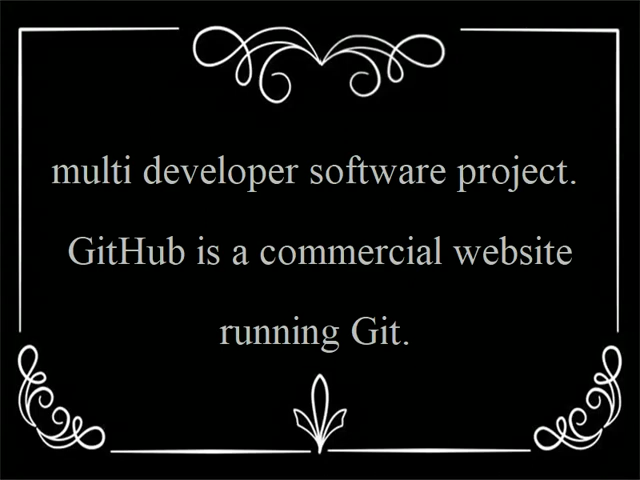 multi developer software project.
GitHub is a commercial website
running Git.